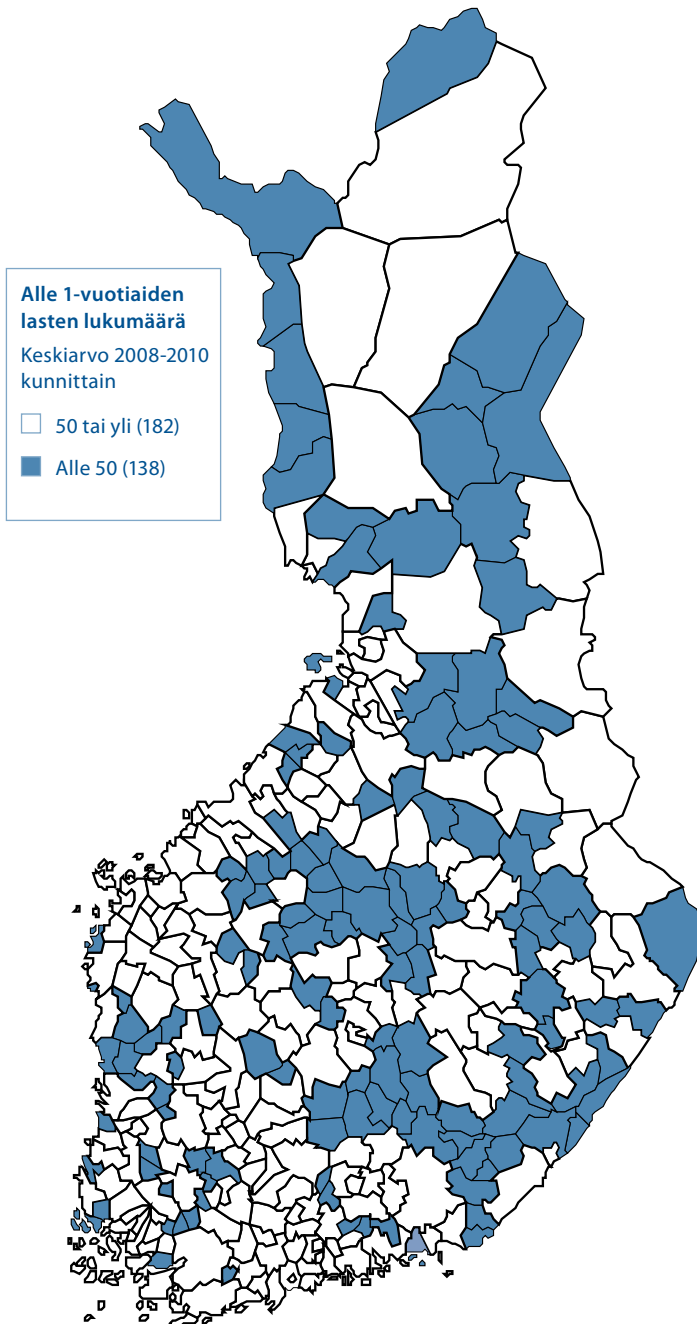 Alle 1-vuotiaiden
lasten lukumäärä
Keskiarvo 2008-2010
kunnittain
50 tai yli (182)
Alle 50 (138)